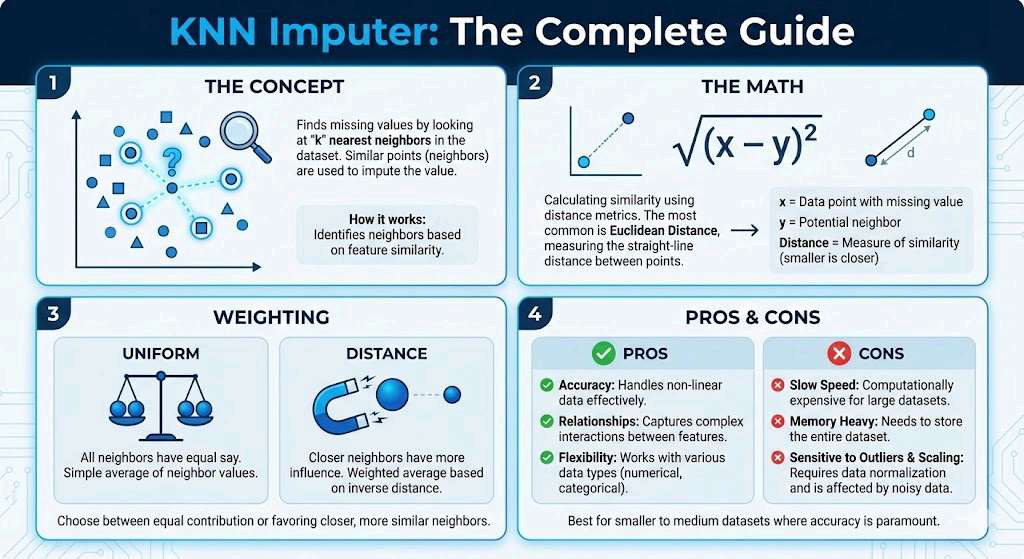 KNN Imputer: The Complete Guide
1
THE CONCEPT
?
Finds missing values by looking
at "k" nearest neighbors in the
dataset. Similar points (neighbors)
are used to impute the value.
How it works:
Identifies neighbors based
on feature similarity.
2
THE MATH
√(x – y)²
d
Calculating similarity using
distance metrics. The most
common is Euclidean Distance,
measuring the straight-line
distance between points.
x = Data point with missing value
y = Potential neighbor
Distance = Measure of similarity
(smaller is closer)
3
WEIGHTING
UNIFORM
All neighbors have equal say.
Simple average of neighbor values.
DISTANCE
Closer neighbors have more
influence. Weighted average based
on inverse distance.
Choose between equal contribution or favoring closer, more similar neighbors.
4
PROS & CONS
PROS
Accuracy: Handles non-linear
data effectively.
Relationships: Captures complex
interactions between features.
Flexibility: Works with various
data types (numerical,
categorical).
CONS
Slow Speed: Computationally
expensive for large datasets.
Memory Heavy: Needs to store
the entire dataset.
Sensitive to Outliers & Scaling:
Requires data normalization
and is affected by noisy data.
Best for smaller to medium datasets where accuracy is paramount.